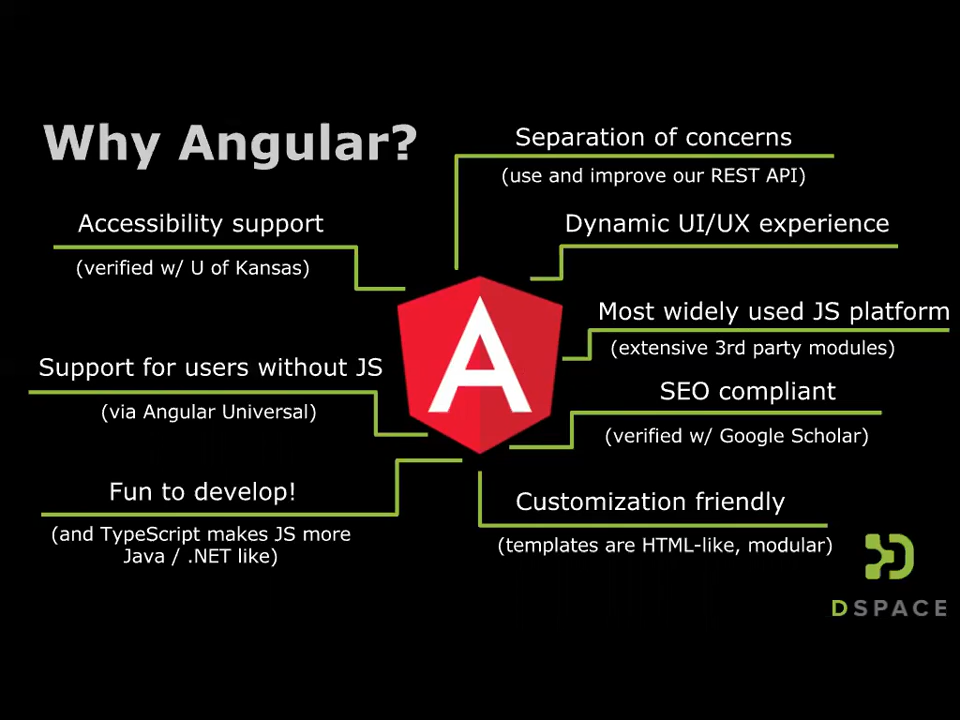 Why Angular?
Separation of concerns
(use and improve our REST API)
Accessibility support
(verified w/ U of Kansas)
Dynamic UI/UX experience
Most widely used JS platform
(extensive 3rd party modules)
Support for users without JS
(via Angular Universal)
SEO compliant
(verified w/ Google Scholar)
Fun to develop!
(and TypeScript makes JS more
Java / .NET like)
Customization friendly
(templates are HTML-like, modular)
A
DSPACE